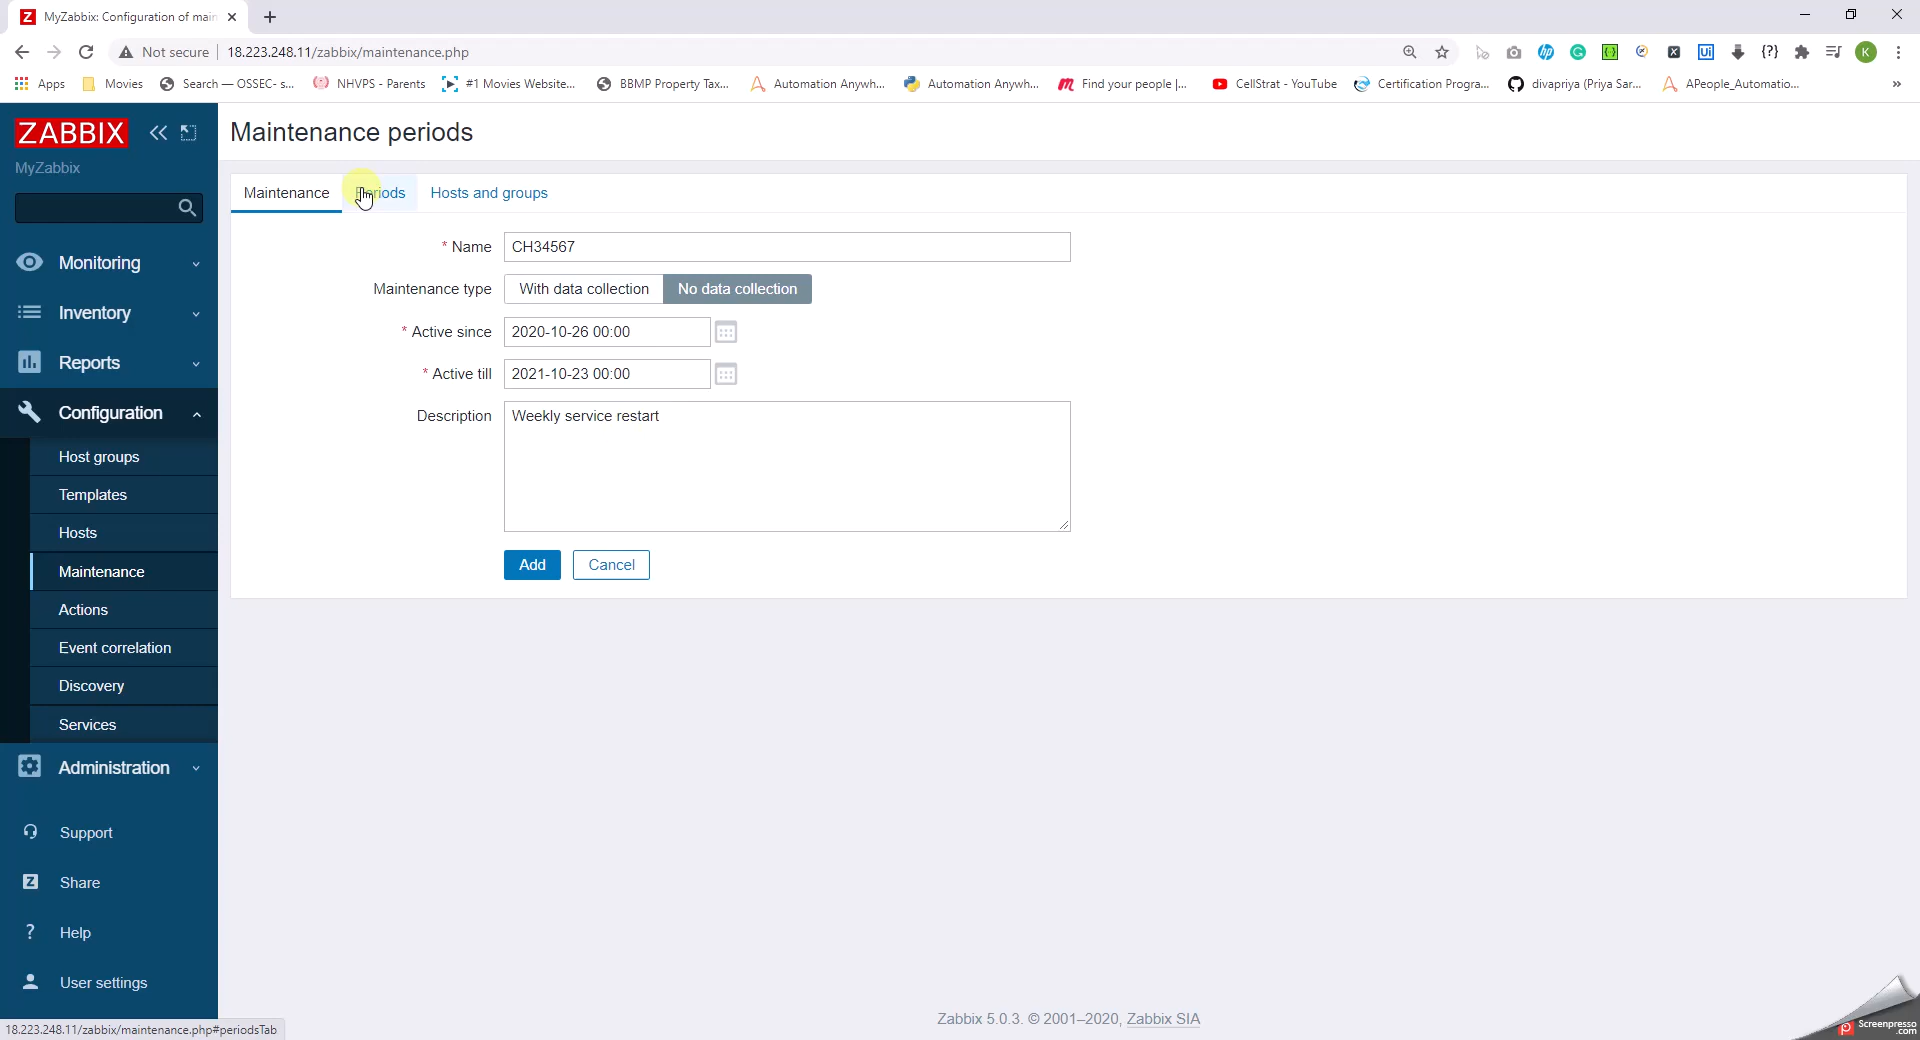 MyZabbix: Configuration of main
Not secure
18.223.248.11/zabbix/maintenance.php
K
Apps
Movies
Search — OSSEC- s...
NHVPS - Parents
#1 Movies Website...
BBMP Property Tax...
Automation Anywh...
Automation Anywh...
Find your people |...
CellStrat - YouTube
Certification Progra...
divapriya (Priya Sar...
APeople_Automatio...
»
ZABBIX
MyZabbix
Monitoring
Inventory
Reports
Configuration
Host groups
Templates
Hosts
Maintenance
Actions
Event correlation
Discovery
Services
Administration
Support
Share
Help
User settings
18.223.248.11/zabbix/maintenance.php#periodsTab
Maintenance periods
Maintenance
Periods
Hosts and groups
* Name
CH34567
Maintenance type
With data collection
No data collection
* Active since
2020-10-26 00:00
* Active till
2021-10-23 00:00
Description
Weekly service restart
Add
Cancel
Zabbix 5.0.3. © 2001–2020, Zabbix SIA
Screenpresso
.com